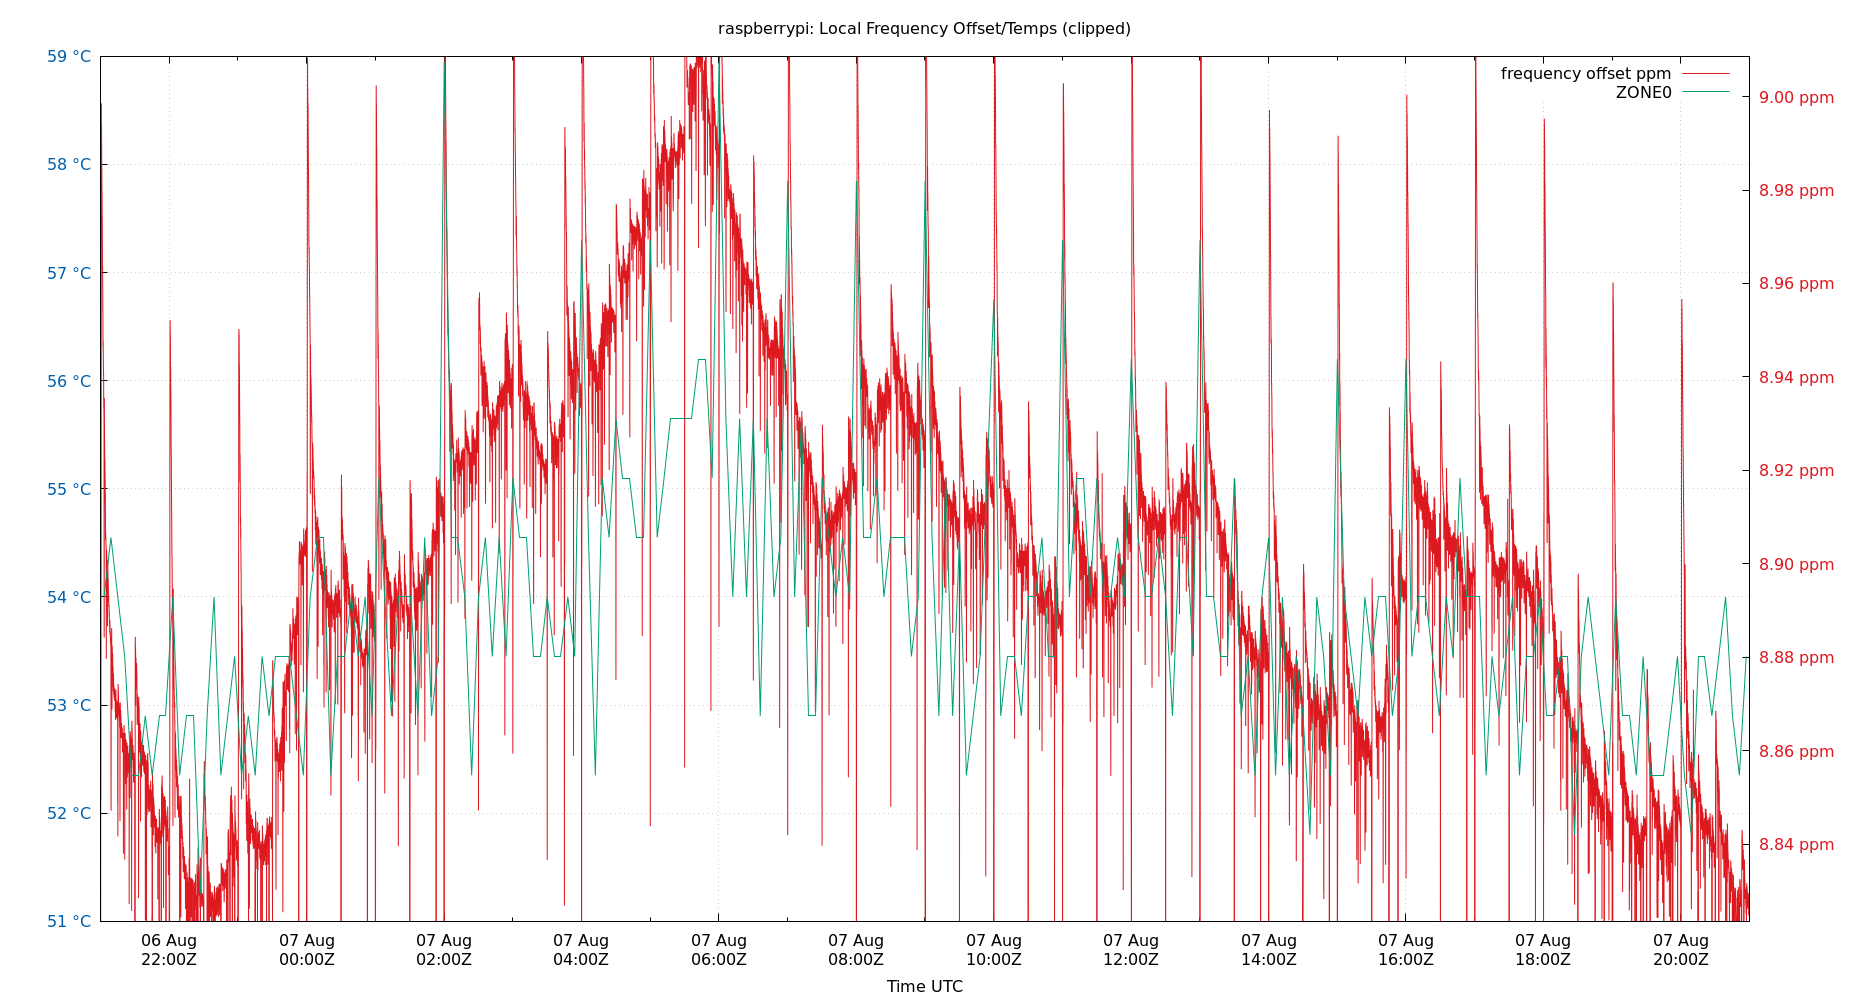 raspberrypi: Local Frequency Offset/Temps (clipped)
frequency offset ppm
ZONE0
59 °C
58 °C
57 °C
56 °C
55 °C
54 °C
53 °C
52 °C
51 °C
9.00 ppm
8.98 ppm
8.96 ppm
8.94 ppm
8.92 ppm
8.90 ppm
8.88 ppm
8.86 ppm
8.84 ppm
06 Aug
22:00Z
07 Aug
00:00Z
07 Aug
02:00Z
07 Aug
04:00Z
07 Aug
06:00Z
07 Aug
08:00Z
07 Aug
10:00Z
07 Aug
12:00Z
07 Aug
14:00Z
07 Aug
16:00Z
07 Aug
18:00Z
07 Aug
20:00Z
Time UTC